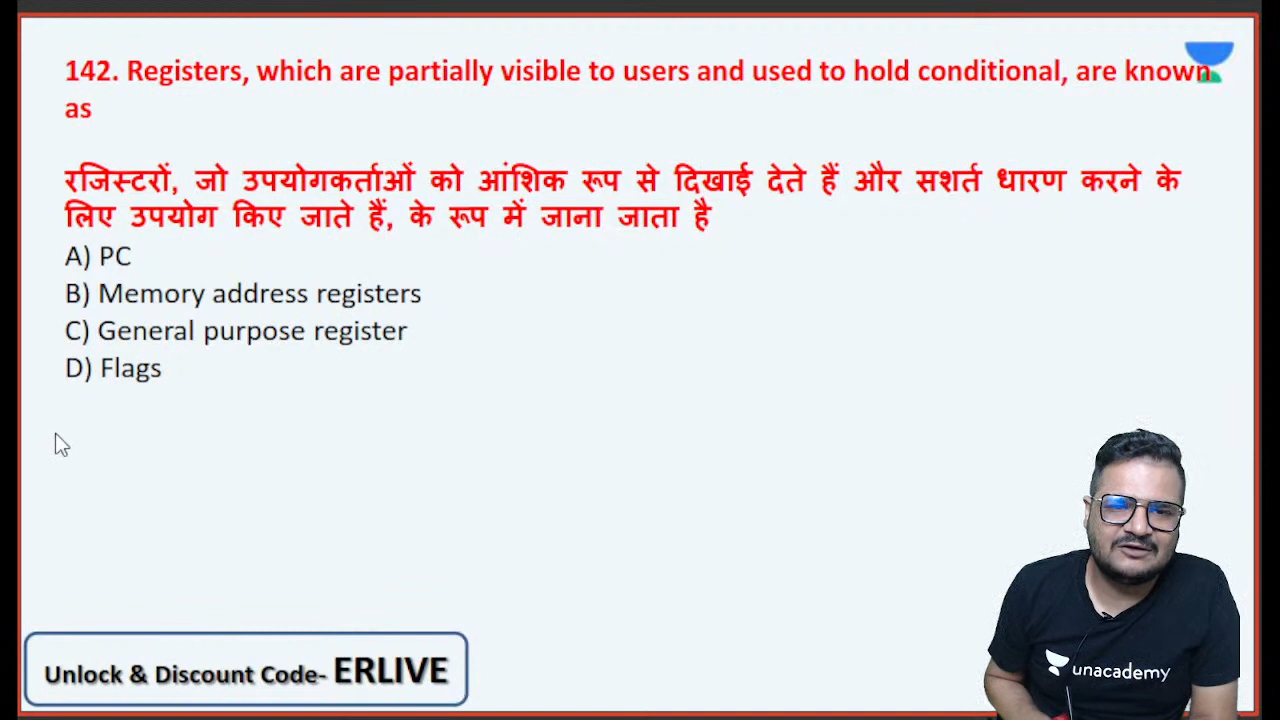 142. Registers, which are partially visible to users and used to hold conditional, are known
as
रजिस्टरों, जो उपयोगकर्ताओं को आंशिक रूप से दिखाई देते हैं और सशर्त धारण करने के
लिए उपयोग किए जाते हैं, के रूप में जाना जाता है
A) PC
B) Memory address registers
C) General purpose register
D) Flags
unacademy
Unlock & Discount Code- ERLIVE